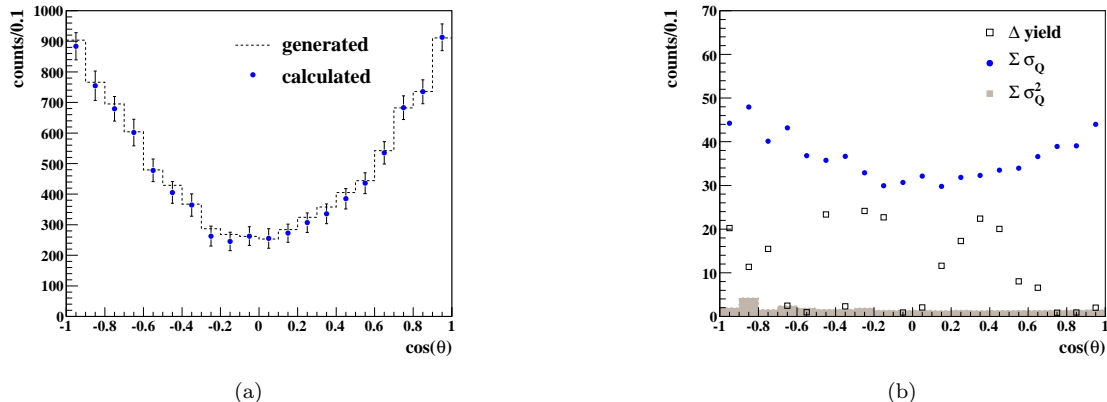 counts/0.1
1000
900
800
700
600
500
400
300
200
100
0
-1 -0.8 -0.6 -0.4 -0.2 0 0.2 0.4 0.6 0.8 1
cos(θ)
generated
calculated
(a)
counts/0.1
70
60
50
40
30
20
10
0
-1 -0.8 -0.6 -0.4 -0.2 0 0.2 0.4 0.6 0.8 1
cos(θ)
Δ yield
Σ σ_Q
Σ σ_Q^2
(b)